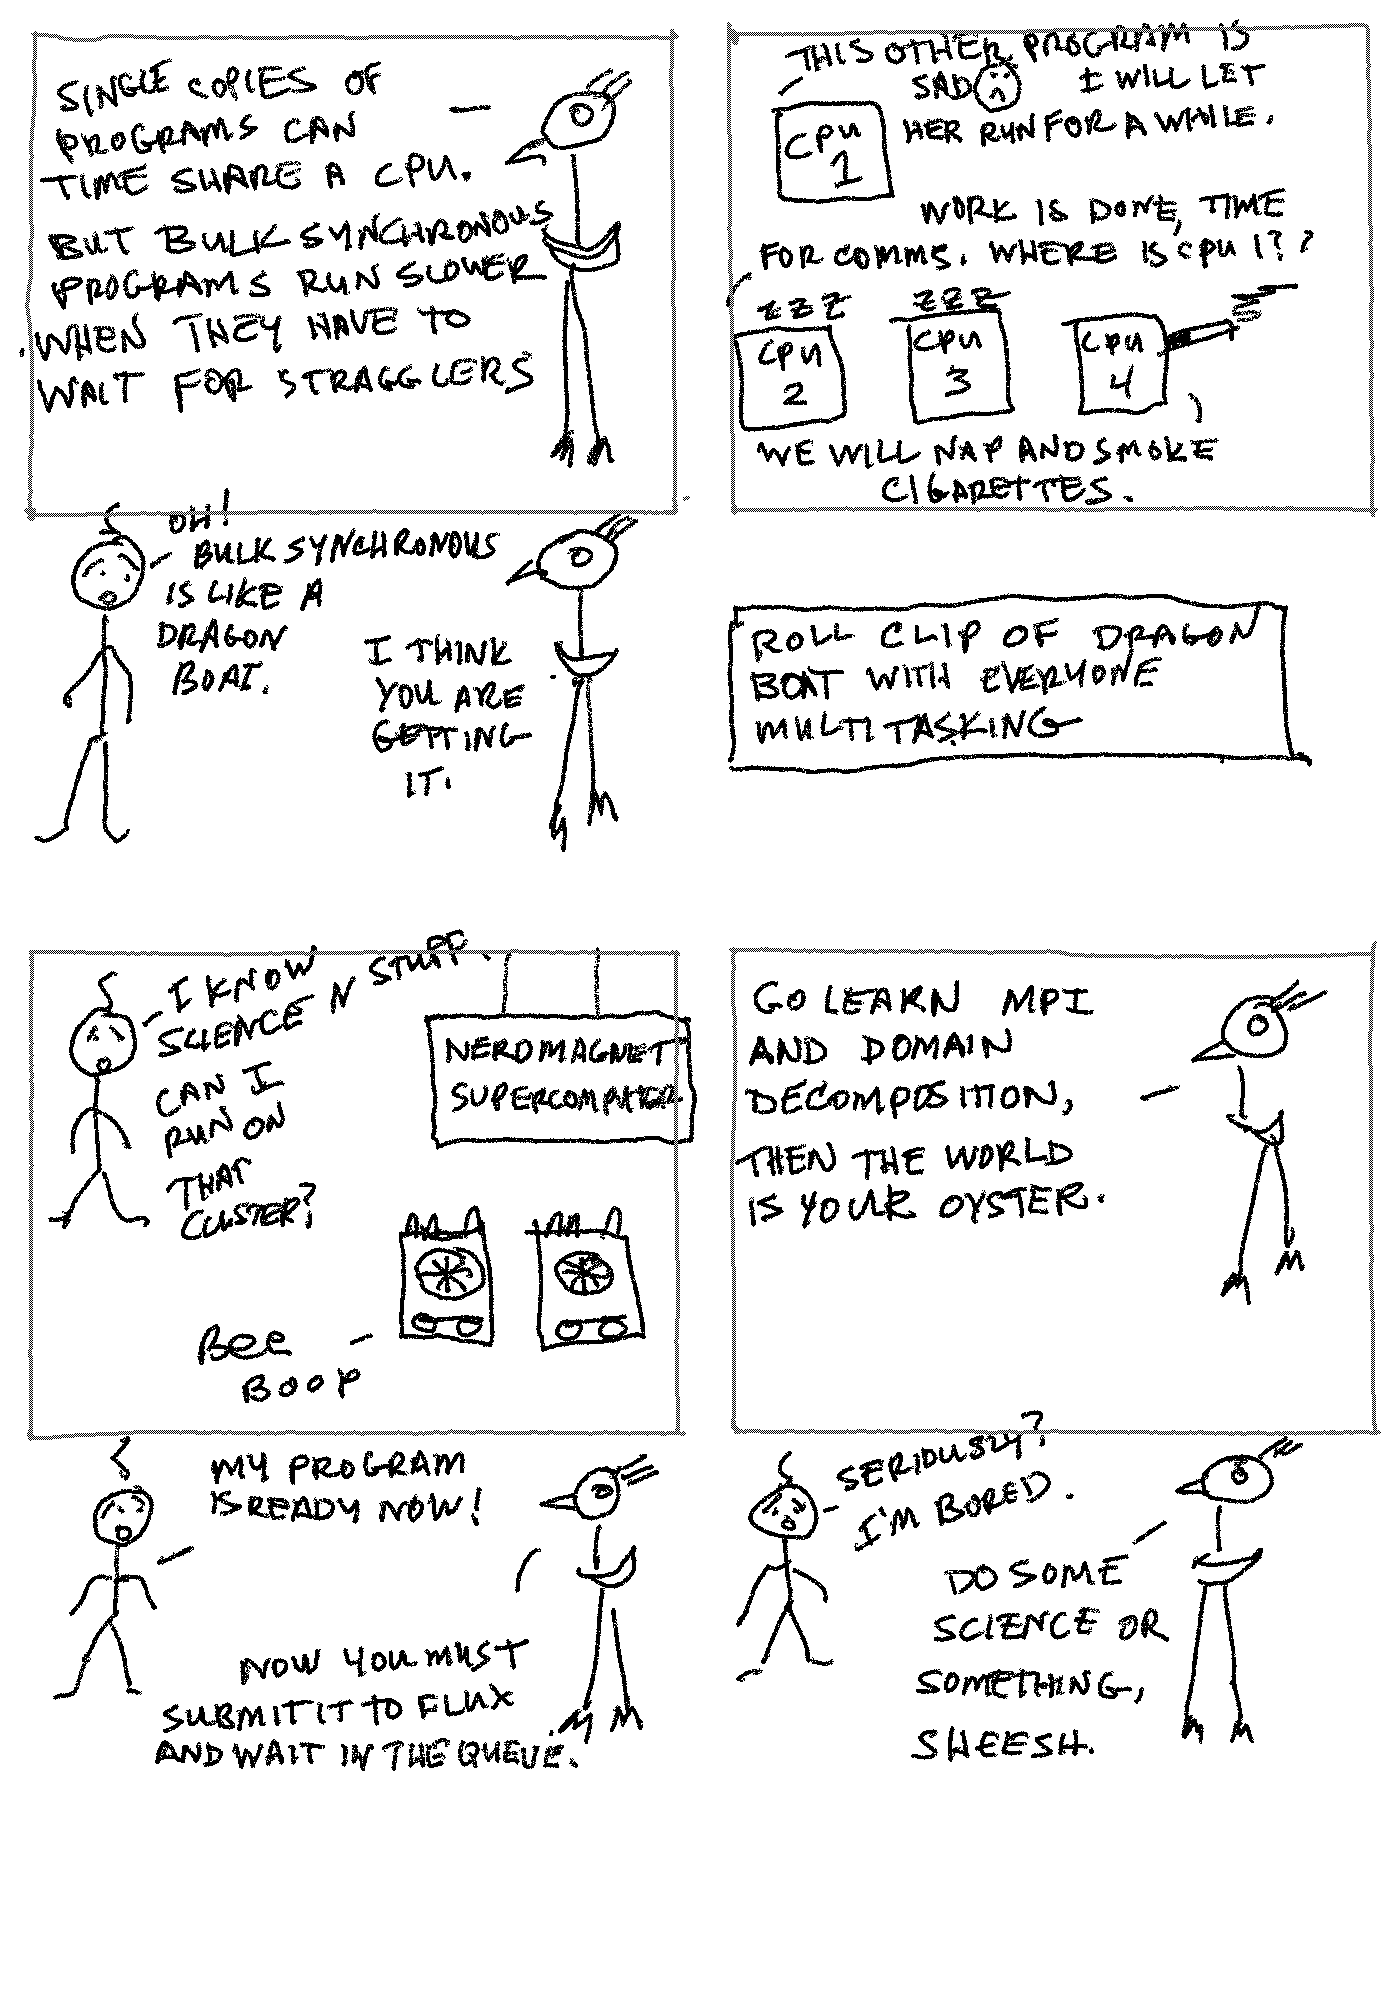 SINGLE COPIES OF
PROGRAMS CAN
TIME SHARE A CPU.
BUT BULK SYNCHRONOUS
PROGRAMS RUN SLOWER
WHEN THEY HAVE TO
WAIT FOR STRAGGLERS
THIS OTHER PROGRAM IS
SAD I WILL LET
HER RUN FOR A WHILE.
CPU
1
WORK IS DONE, TIME
FOR COMMS. WHERE IS CPU 1??
ZZZ ZZZ
CPU
2
CPU
3
CPU
4
WE WILL NAP AND SMOKE
CIGARETTES.
OH!
BULK SYNCHRONOUS
IS LIKE A
DRAGON
BOAT.
I THINK
YOU ARE
GETTING
IT.
ROLL CLIP OF DRAGON
BOAT WITH EVERYONE
MULTITASKING
I KNOW
SCIENCE N STUFF.
CAN I
RUN ON
THAT
CULSTER?
NERDMAGNET
SUPERCOMPUTER
BEE
BOOP
GO LEARN MPI
AND DOMAIN
DECOMPOSITION,
THEN THE WORLD
IS YOUR OYSTER.
MY PROGRAM
IS READY NOW!
NOW YOU MUST
SUBMIT IT TO FLUX
AND WAIT IN THE QUEUE.
SERIOUSLY?
I'M BORED.
DO SOME
SCIENCE OR
SOMETHING,
SHEESH.